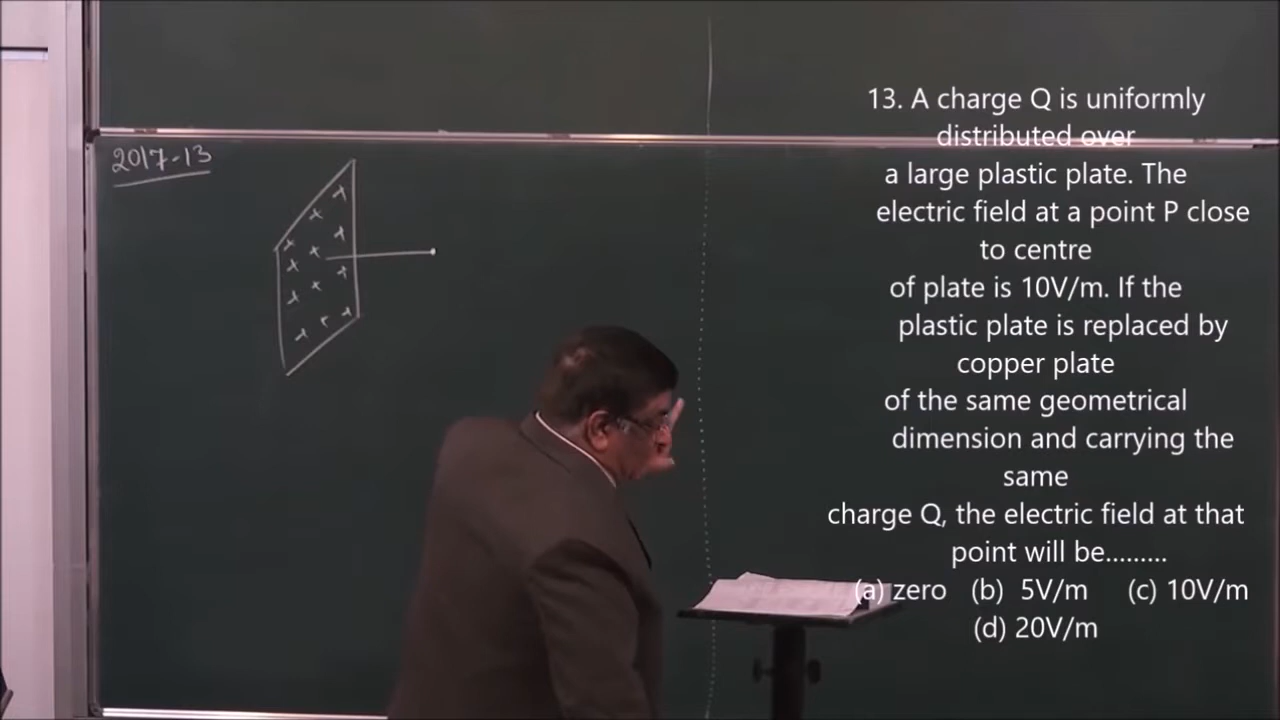 2017-13
13. A charge Q is uniformly
distributed over
a large plastic plate. The
electric field at a point P close
to centre
of plate is 10V/m. If the
plastic plate is replaced by
copper plate
of the same geometrical
dimension and carrying the
same
charge Q, the electric field at that
point will be.........
(a) zero (b) 5V/m (c) 10V/m
(d) 20V/m